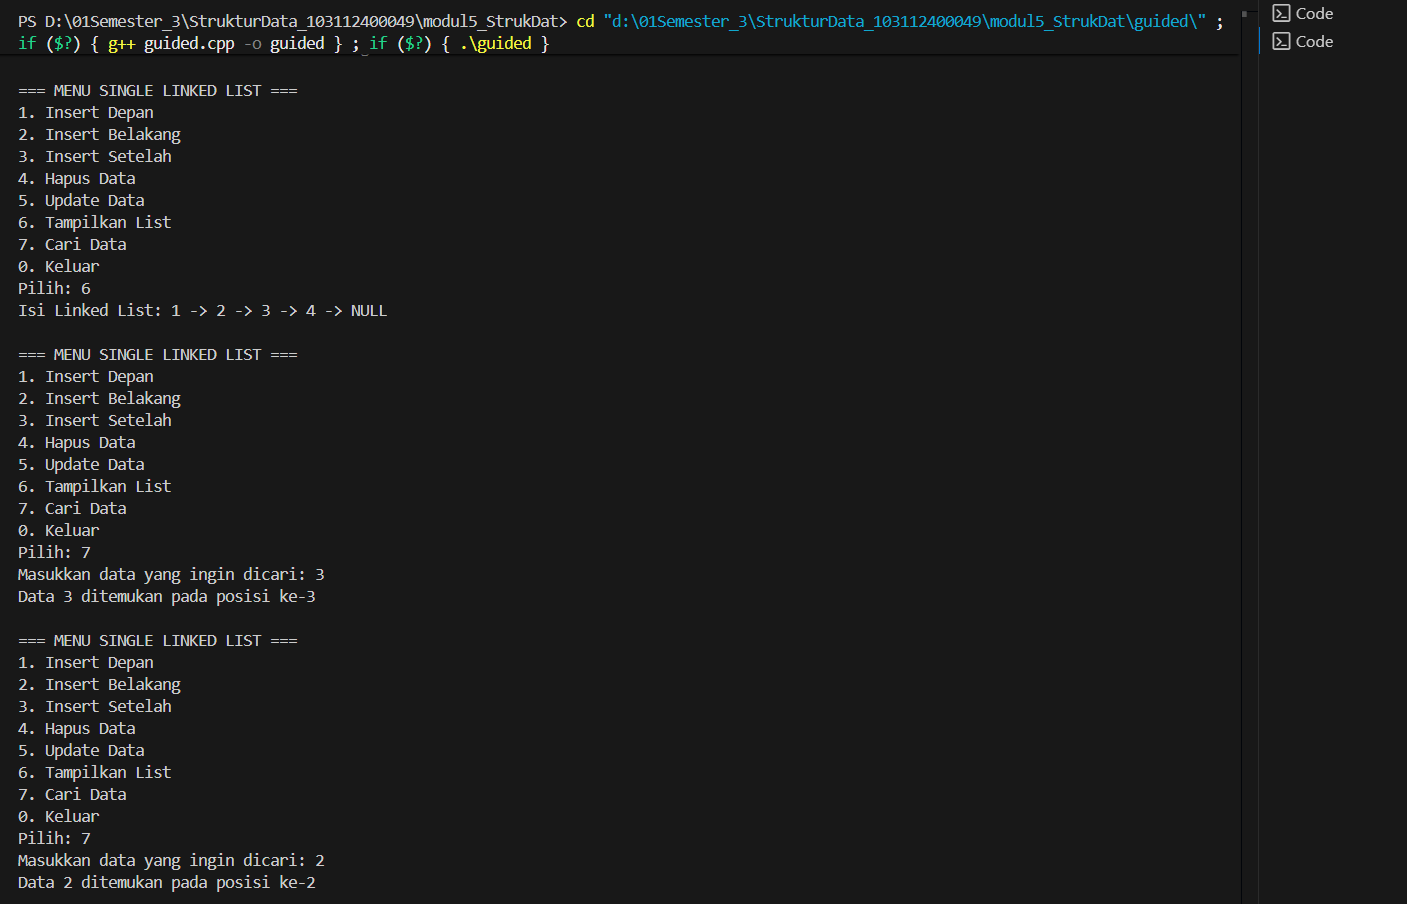 PS D:\01Semester_3\StrukturData_103112400049\modul5_StrukDat> cd "d:\01Semester_3\StrukturData_103112400049\modul5_StrukDat\guided\" ;
if ($?) { g++ guided.cpp -o guided } ; if ($?) { .\guided }
=== MENU SINGLE LINKED LIST ===
1. Insert Depan
2. Insert Belakang
3. Insert Setelah
4. Hapus Data
5. Update Data
6. Tampilkan List
7. Cari Data
0. Keluar
Pilih: 6
Isi Linked List: 1 -> 2 -> 3 -> 4 -> NULL
=== MENU SINGLE LINKED LIST ===
1. Insert Depan
2. Insert Belakang
3. Insert Setelah
4. Hapus Data
5. Update Data
6. Tampilkan List
7. Cari Data
0. Keluar
Pilih: 7
Masukkan data yang ingin dicari: 3
Data 3 ditemukan pada posisi ke-3
=== MENU SINGLE LINKED LIST ===
1. Insert Depan
2. Insert Belakang
3. Insert Setelah
4. Hapus Data
5. Update Data
6. Tampilkan List
7. Cari Data
0. Keluar
Pilih: 7
Masukkan data yang ingin dicari: 2
Data 2 ditemukan pada posisi ke-2
Code
Code